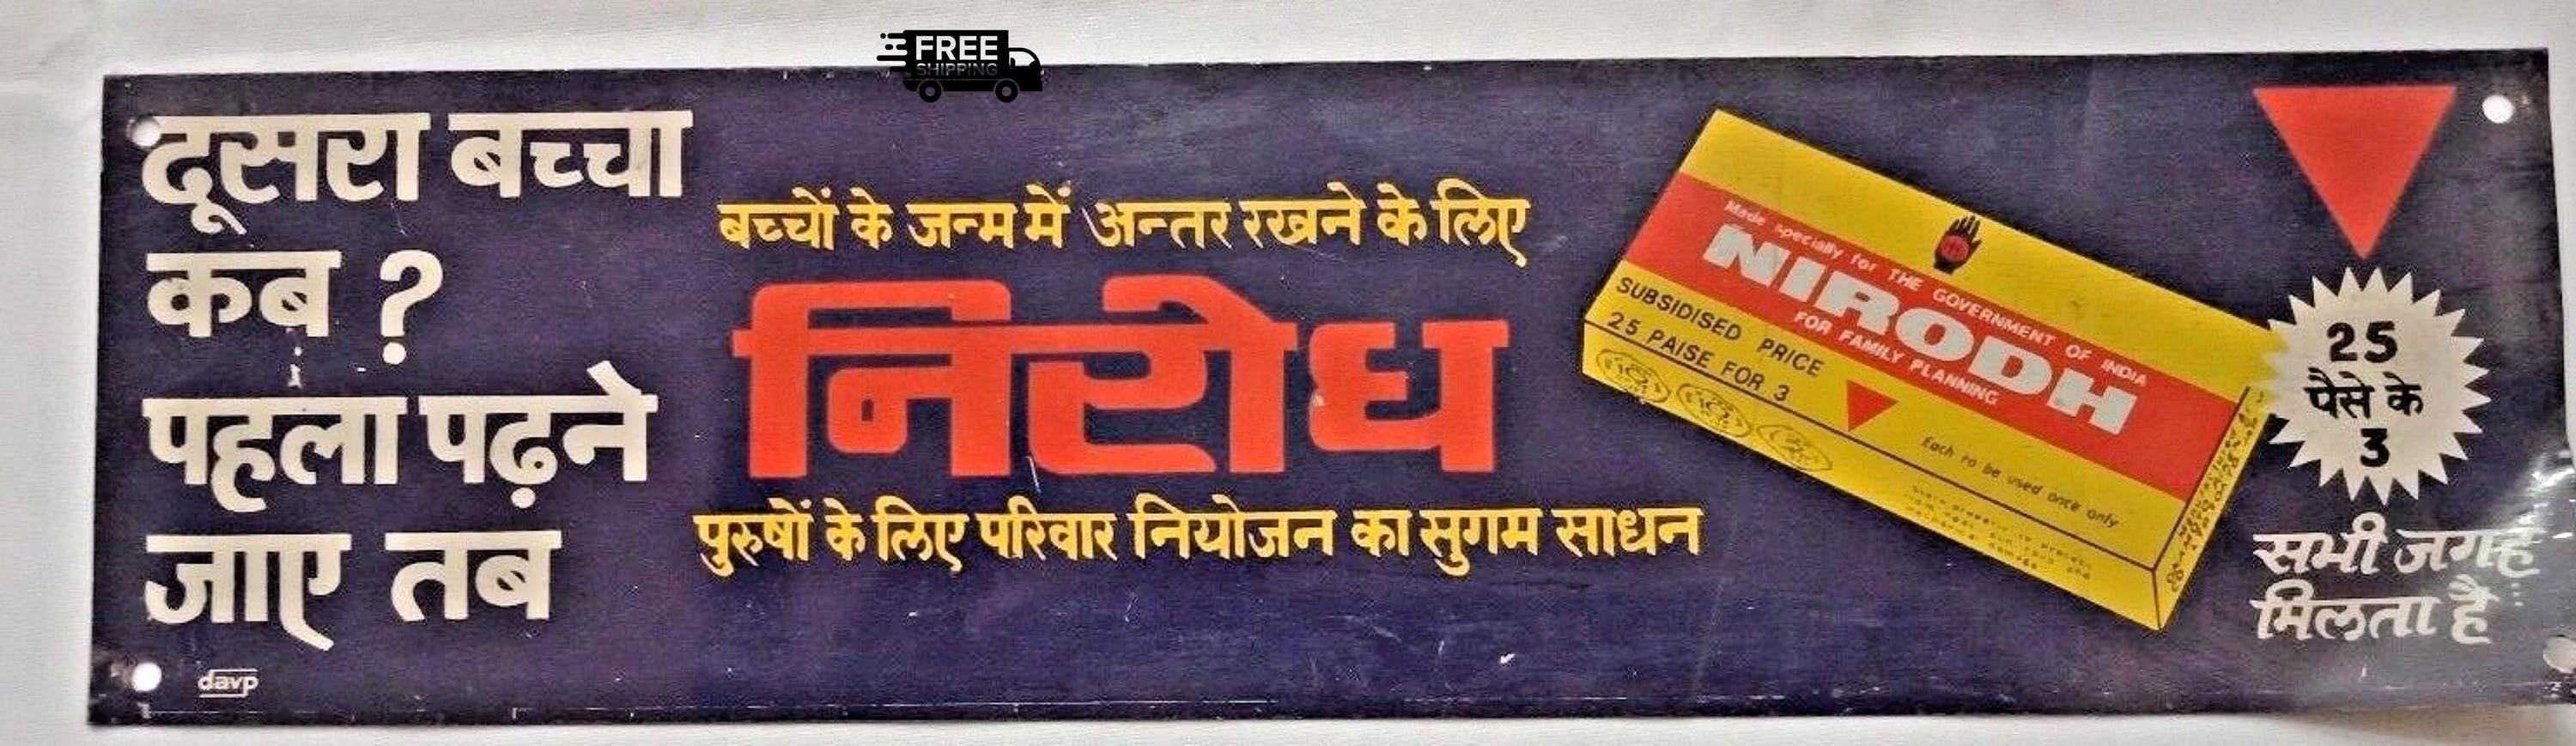 FREE
SHIPPING
दूसरा बच्चा
कब ?
पहला पढ़ने
जाए तब
davp
बच्चों के जन्म में अन्तर रखने के लिए
निरोध
पुरुषों के लिए परिवार नियोजन का सुगम साधन
Made specially for THE GOVERNMENT OF INDIA
NIRODH
FOR FAMILY PLANNING
SUBSIDISED PRICE
25 PAISE FOR 3
Each to be used once only
25
पैसे के
3
सभी जगह
मिलता है